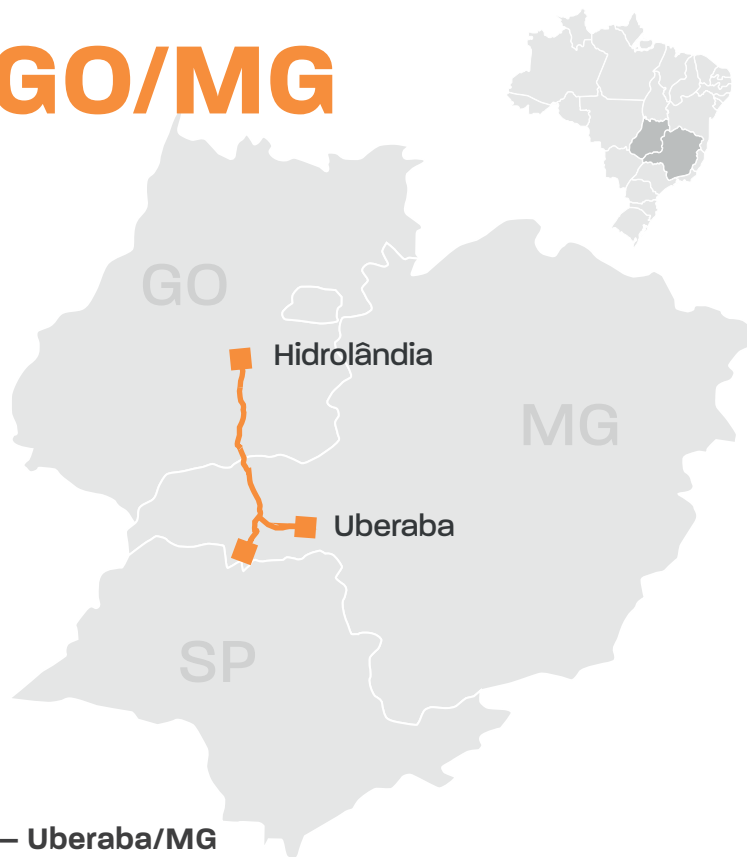 GO/MG
GO
Hidrolândia
MG
Uberaba
SP
– Uberaba/MG